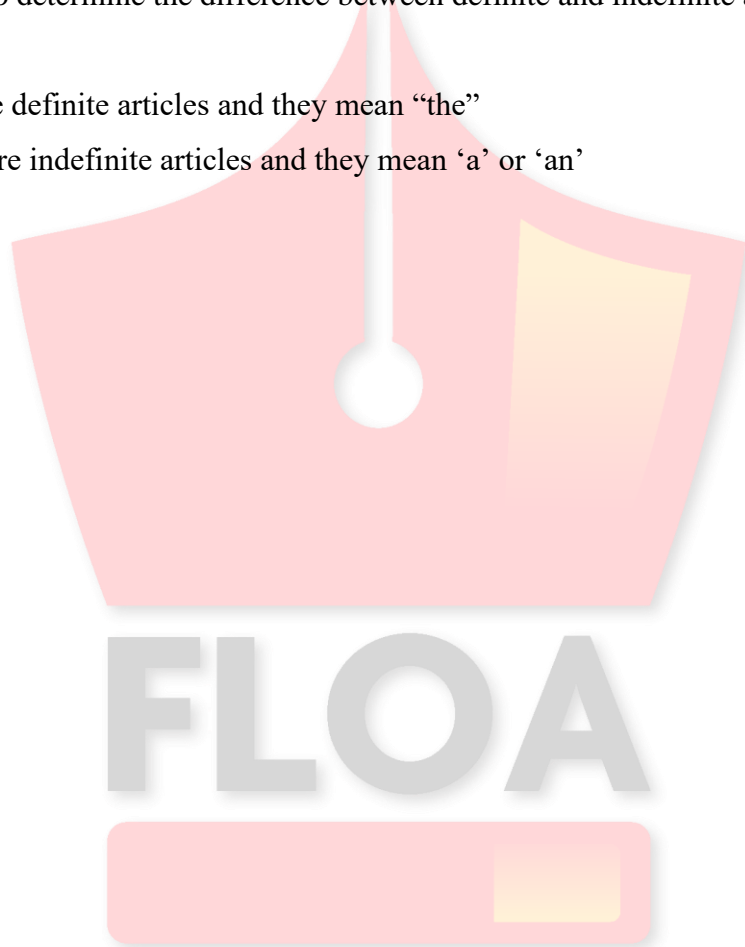 determine the difference between definite and indefinite
definite articles and they mean “the”
indefinite articles and they mean ‘a’ or ‘an’
FLOA